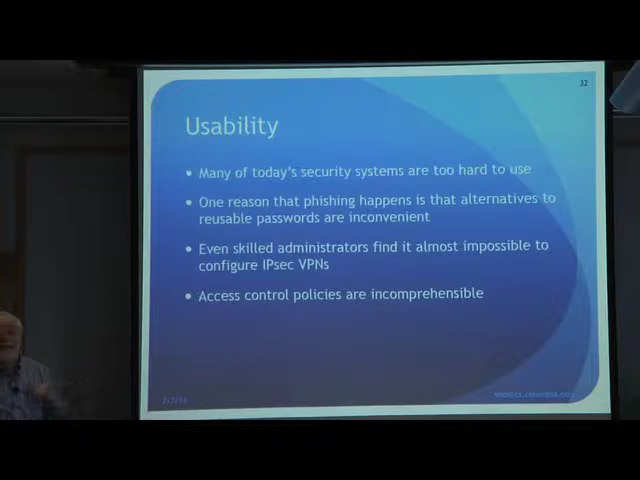 32
Usability
• Many of today's security systems are too hard to use
• One reason that phishing happens is that alternatives to
reusable passwords are inconvenient
• Even skilled administrators find it almost impossible to
configure IPsec VPNs
• Access control policies are incomprehensible